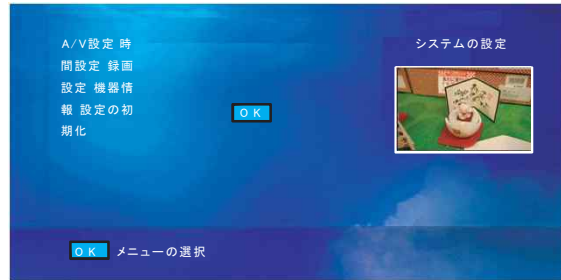 A/V設定 時
間設定 録画
設定 機器情
報 設定の初
期化
システムの設定
OK
OK メニューの選択